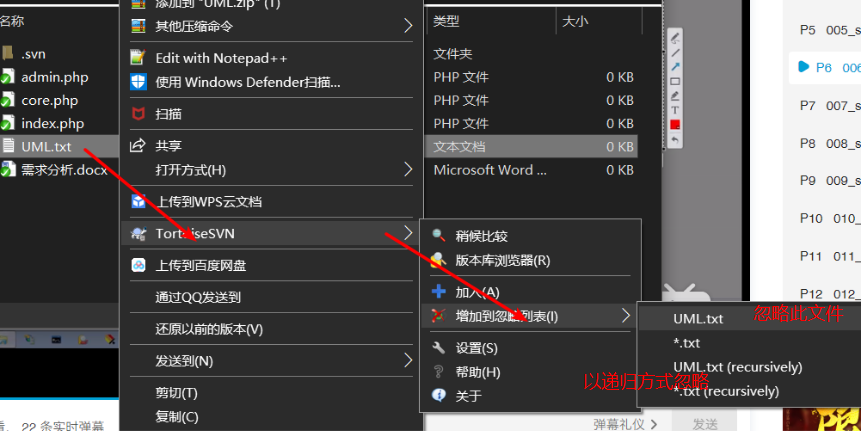 添加到 "UML.zip" (T)
其他压缩命令
Edit with Notepad++
使用 Windows Defender扫描...
扫描
共享
打开方式(H)
上传到WPS云文档
TortoiseSVN
上传到百度网盘
通过QQ发送到
还原以前的版本(V)
发送到(N)
剪切(T)
复制(C)
名称
.svn
admin.php
core.php
index.php
UML.txt
需求分析.docx
类型
大小
文件夹
PHP 文件
0 KB
PHP 文件
0 KB
PHP 文件
0 KB
文本文档
0 KB
Microsoft Word ...
0 KB
稍候比较
版本库浏览器(R)
加入(A)
增加到忽略列表(I)
设置(S)
帮助(H)
关于
UML.txt
忽略此文件
*.txt
UML.txt (recursively)
以递归方式忽略
*.txt (recursively)
P5 005_s
P6 006
P7 007_s
P8 008_s
P9 009_s
P10 010_
P11 011_
P12 012_
22 条实时弹幕
弹幕礼仪
发送